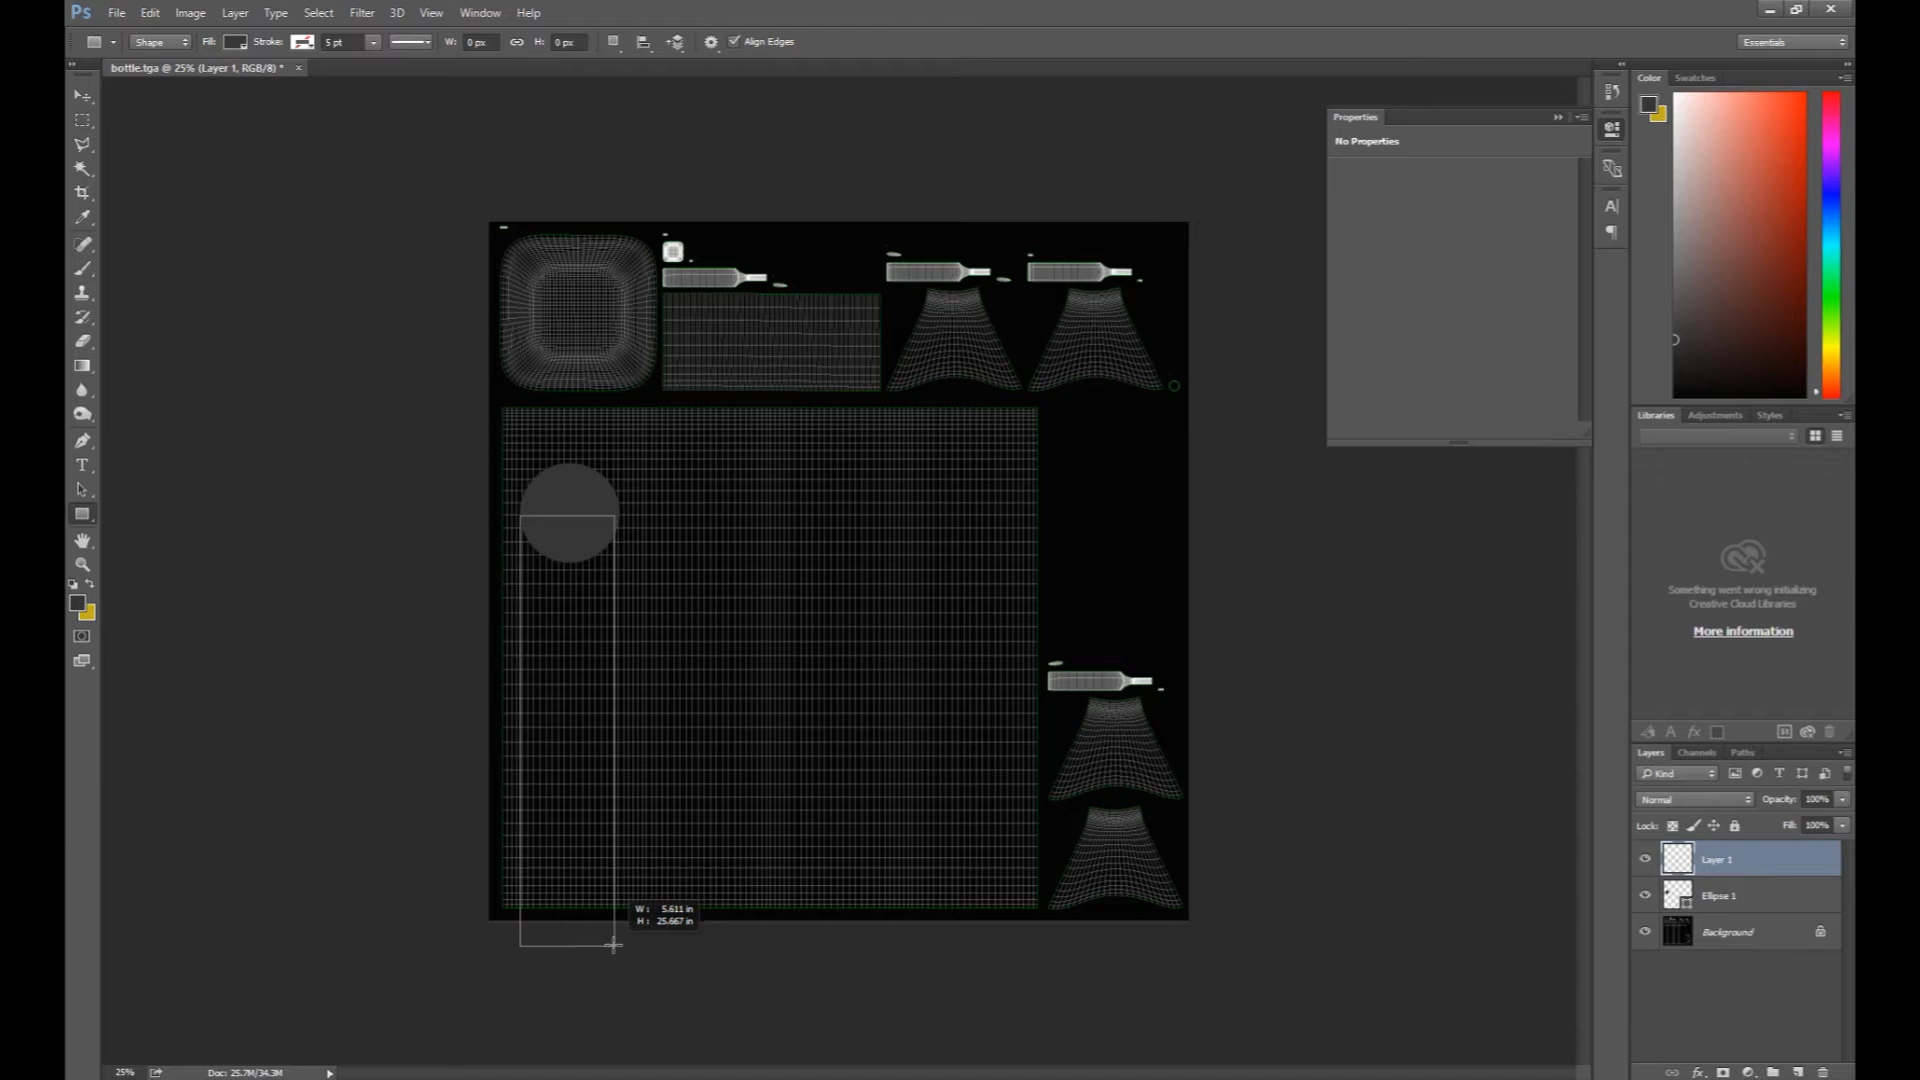 Ps File Edit Image Layer Type Select Filter 3D View Window Help
Shape Fill: Stroke: 5 pt W: 0 px H: 0 px Align Edges Essentials
bottle.tga @ 25% (Layer 1, RGB/8) *
Color Swatches
Properties
No Properties
Libraries Adjustments Styles
Something went wrong initializing
Creative Cloud Libraries
More information
Layers Channels Paths
Kind
Normal Opacity: 100%
Lock: Fill: 100%
Layer 1
Ellipse 1
Background
W: 5.611 in
H: 25.667 in
25% Doc: 25.7M/34.3M